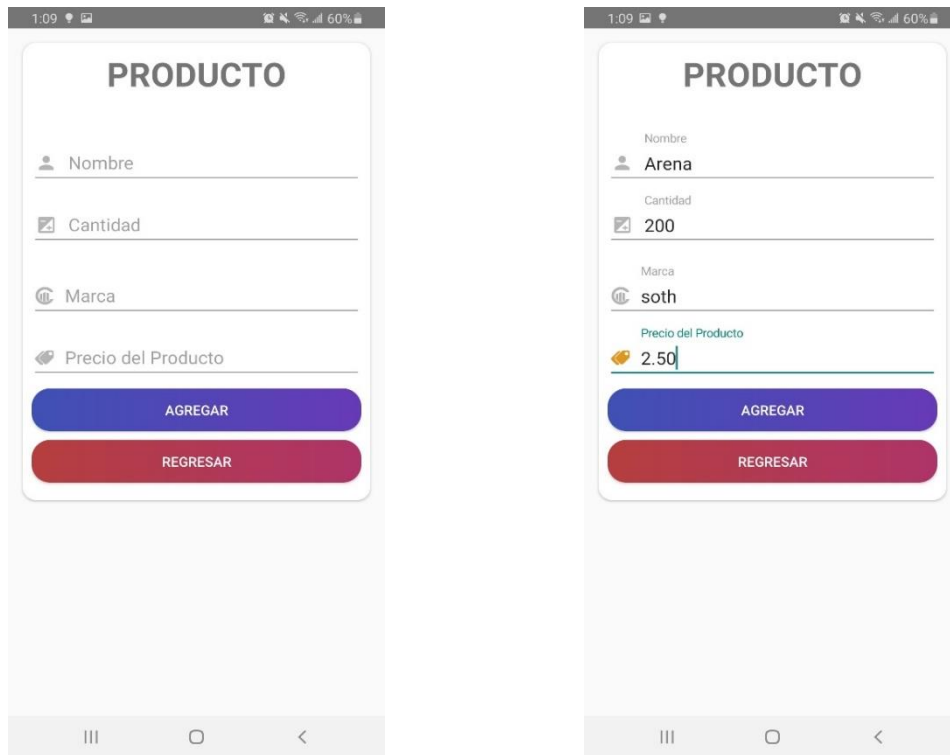 1:09 60%
PRODUCTO
Nombre
Cantidad
Marca
Precio del Producto
AGREGAR
REGRESAR
1:09 60%
PRODUCTO
Nombre
Arena
Cantidad
200
Marca
soth
Precio del Producto
2.50
AGREGAR
REGRESAR